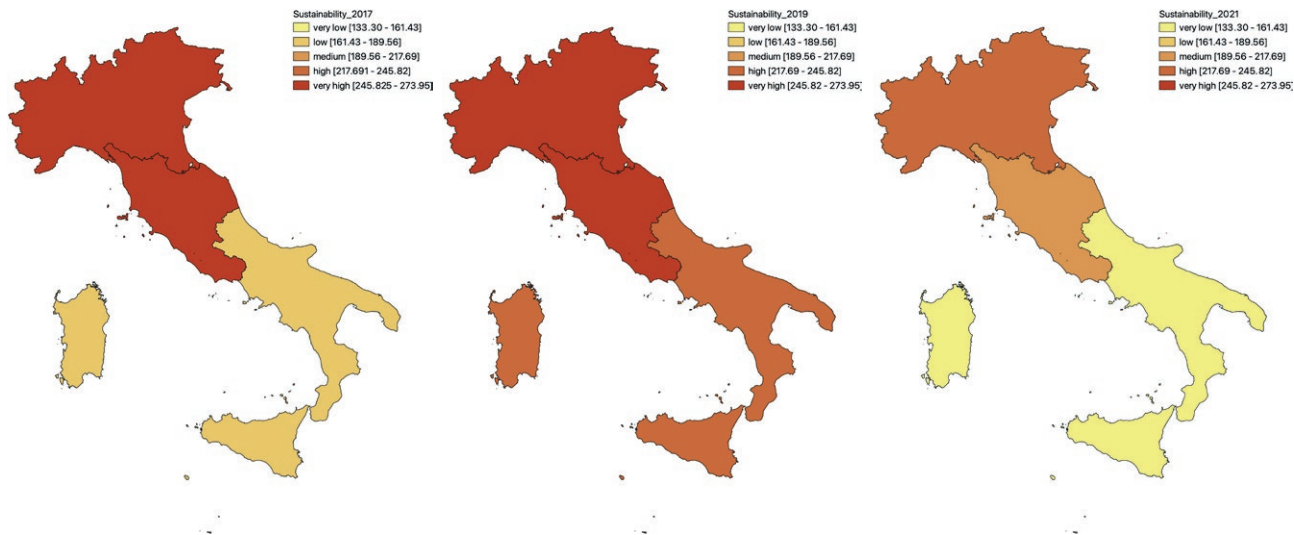 Sustainability_2017
very low [133.30 - 161.43]
low [161.43 - 189.56]
medium [189.56 - 217.69]
high [217.691 - 245.82]
very high [245.825 - 273.95]
Sustainability_2019
very low [133.30 - 161.43]
low [161.43 - 189.56]
medium [189.56 - 217.69]
high [217.69 - 245.82]
very high [245.82 - 273.95]
Sustainability_2021
very low [133.30 - 161.43]
low [161.43 - 189.56]
medium [189.56 - 217.69]
high [217.69 - 245.82]
very high [245.82 - 273.95]